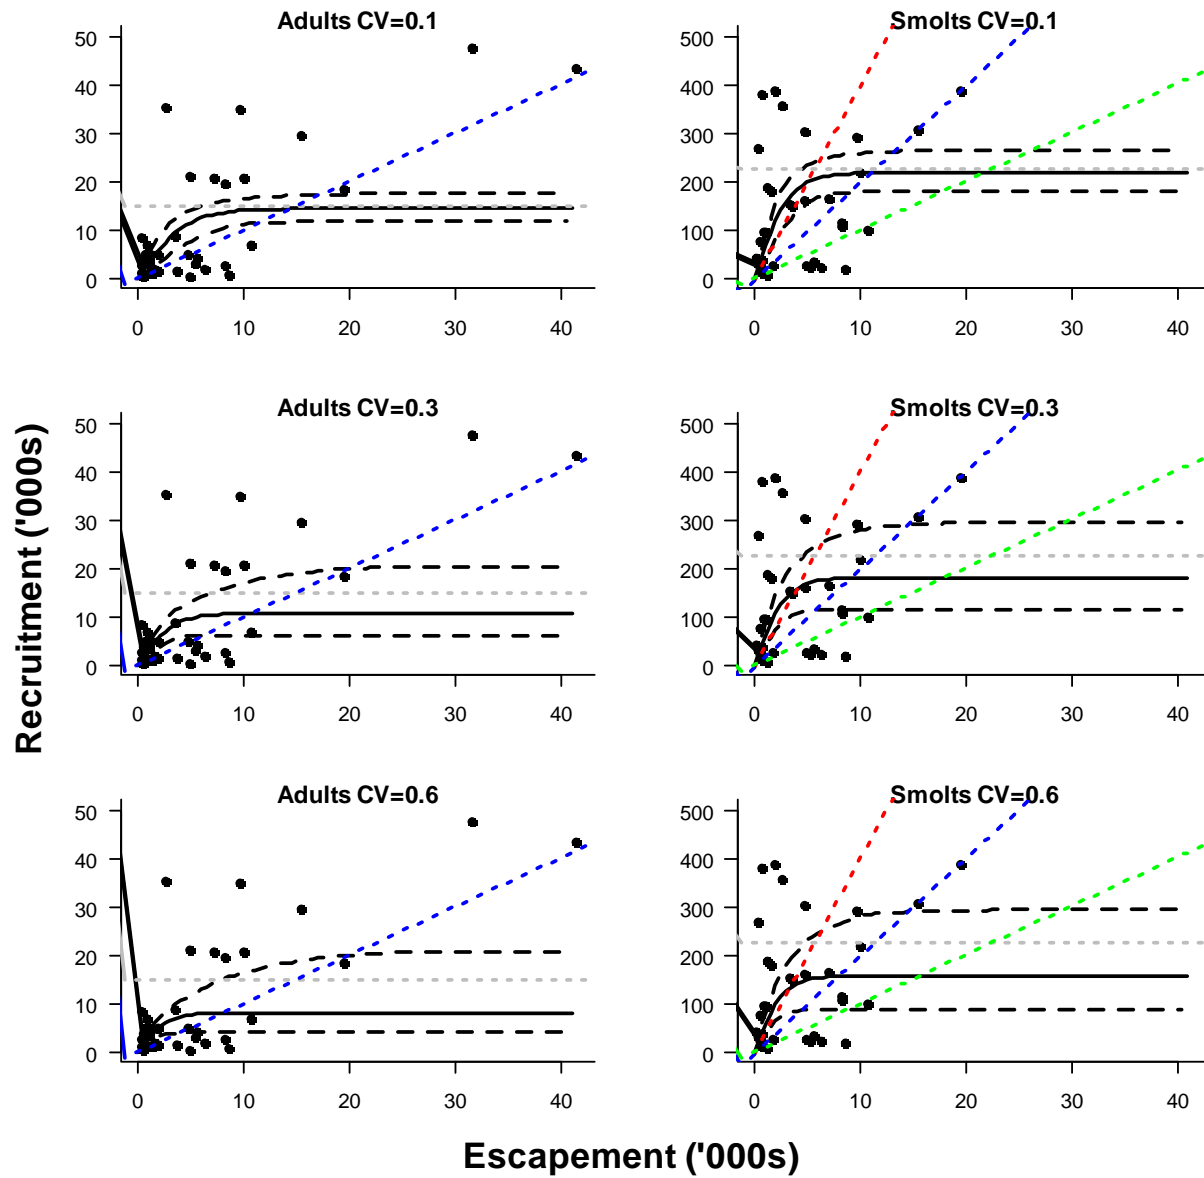 Adults CV=0.1
Smolts CV=0.1
50
40
30
20
10
0
0 10 20 30 40
500
400
300
200
100
0
0 10 20 30 40
Adults CV=0.3
Smolts CV=0.3
50
40
30
20
10
0
0 10 20 30 40
500
400
300
200
100
0
0 10 20 30 40
Adults CV=0.6
Smolts CV=0.6
50
40
30
20
10
0
0 10 20 30 40
500
400
300
200
100
0
0 10 20 30 40
Recruitment ('000s)
Escapement ('000s)